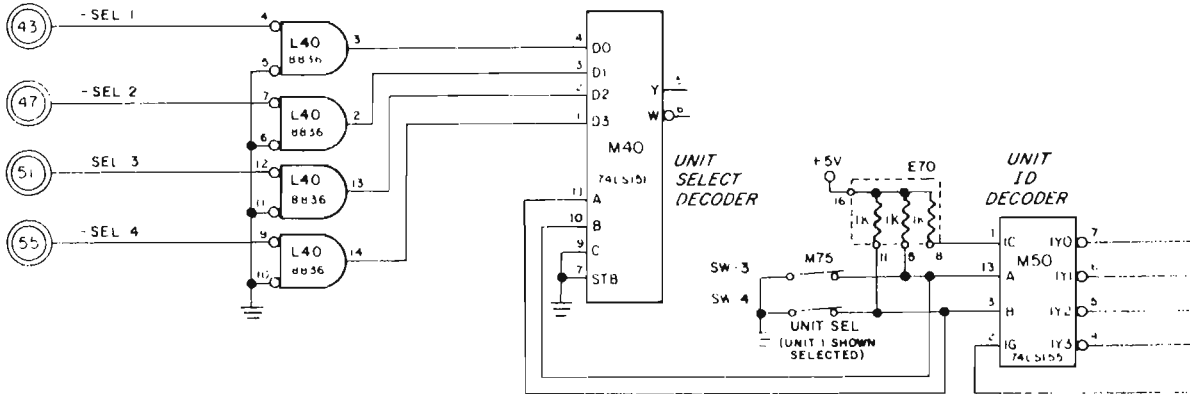 43
-SEL 1
4
L40
8836
3
5
47
-SEL 2
7
L40
8836
2
6
51
SEL 3
12
L40
8836
13
11
55
-SEL 4
9
L40
8836
14
10
4
D0
3
D1
D2
1
D3
Y
W
M40
74LS151
11
A
10
B
9
C
7
STB
UNIT
SELECT
DECODER
+5V
16
E70
1K
1K
1K
11
8
SW-3
M75
SW-4
UNIT SEL
(UNIT 1 SHOWN
SELECTED)
UNIT
ID
DECODER
1
1C
1Y0
7
M50
13
A
1Y1
3
B
1Y2
5
1G
1Y3
4
74LS155